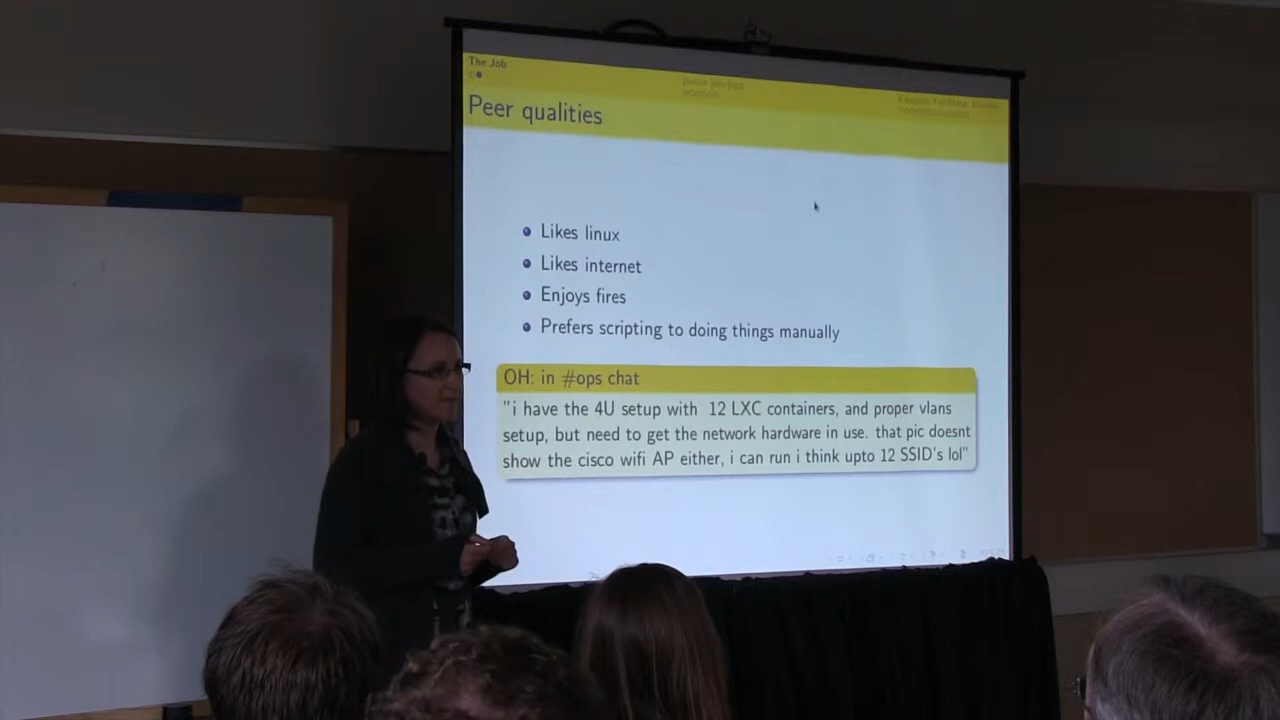 The Job
Peer qualities
Likes linux
Likes internet
Enjoys fires
Prefers scripting to doing things manually
OH: in #ops chat
"i have the 4U setup with 12 LXC containers, and proper vlans
setup, but need to get the network hardware in use. that pic doesnt
show the cisco wifi AP either, i can run i think upto 12 SSID's lol"